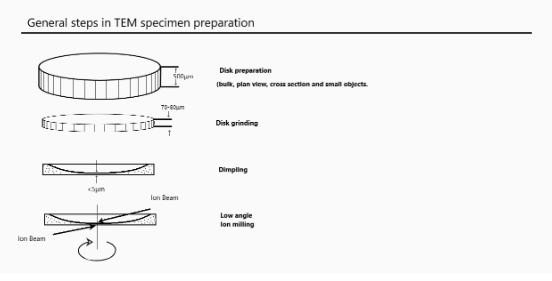 General steps in TEM specimen preparation
500μm
Disk preparation
(bulk, plan view, cross section and small objects.
70-80μm
Disk grinding
Dimpling
<5μm
Ion Beam
Low angle
Ion milling
Ion Beam